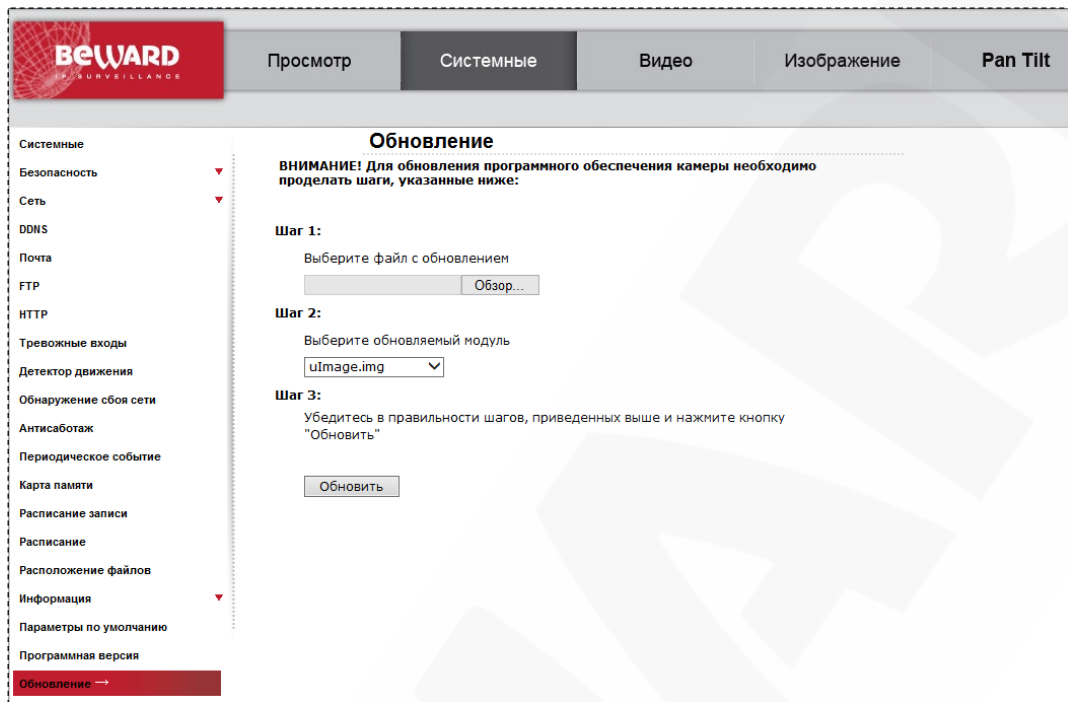 BEWARD
IP SURVEILLANCE
Просмотр
Системные
Видео
Изображение
Pan Tilt
Системные
Безопасность
Сеть
DDNS
Почта
FTP
HTTP
Тревожные входы
Детектор движения
Обнаружение сбоя сети
Антисаботаж
Периодическое событие
Карта памяти
Расписание записи
Расписание
Расположение файлов
Информация
Параметры по умолчанию
Программная версия
Обновление →
Обновление
ВНИМАНИЕ! Для обновления программного обеспечения камеры необходимо
проделать шаги, указанные ниже:
Шаг 1:
Выберите файл с обновлением
Обзор...
Шаг 2:
Выберите обновляемый модуль
uImage.img
Шаг 3:
Убедитесь в правильности шагов, приведенных выше и нажмите кнопку
"Обновить"
Обновить